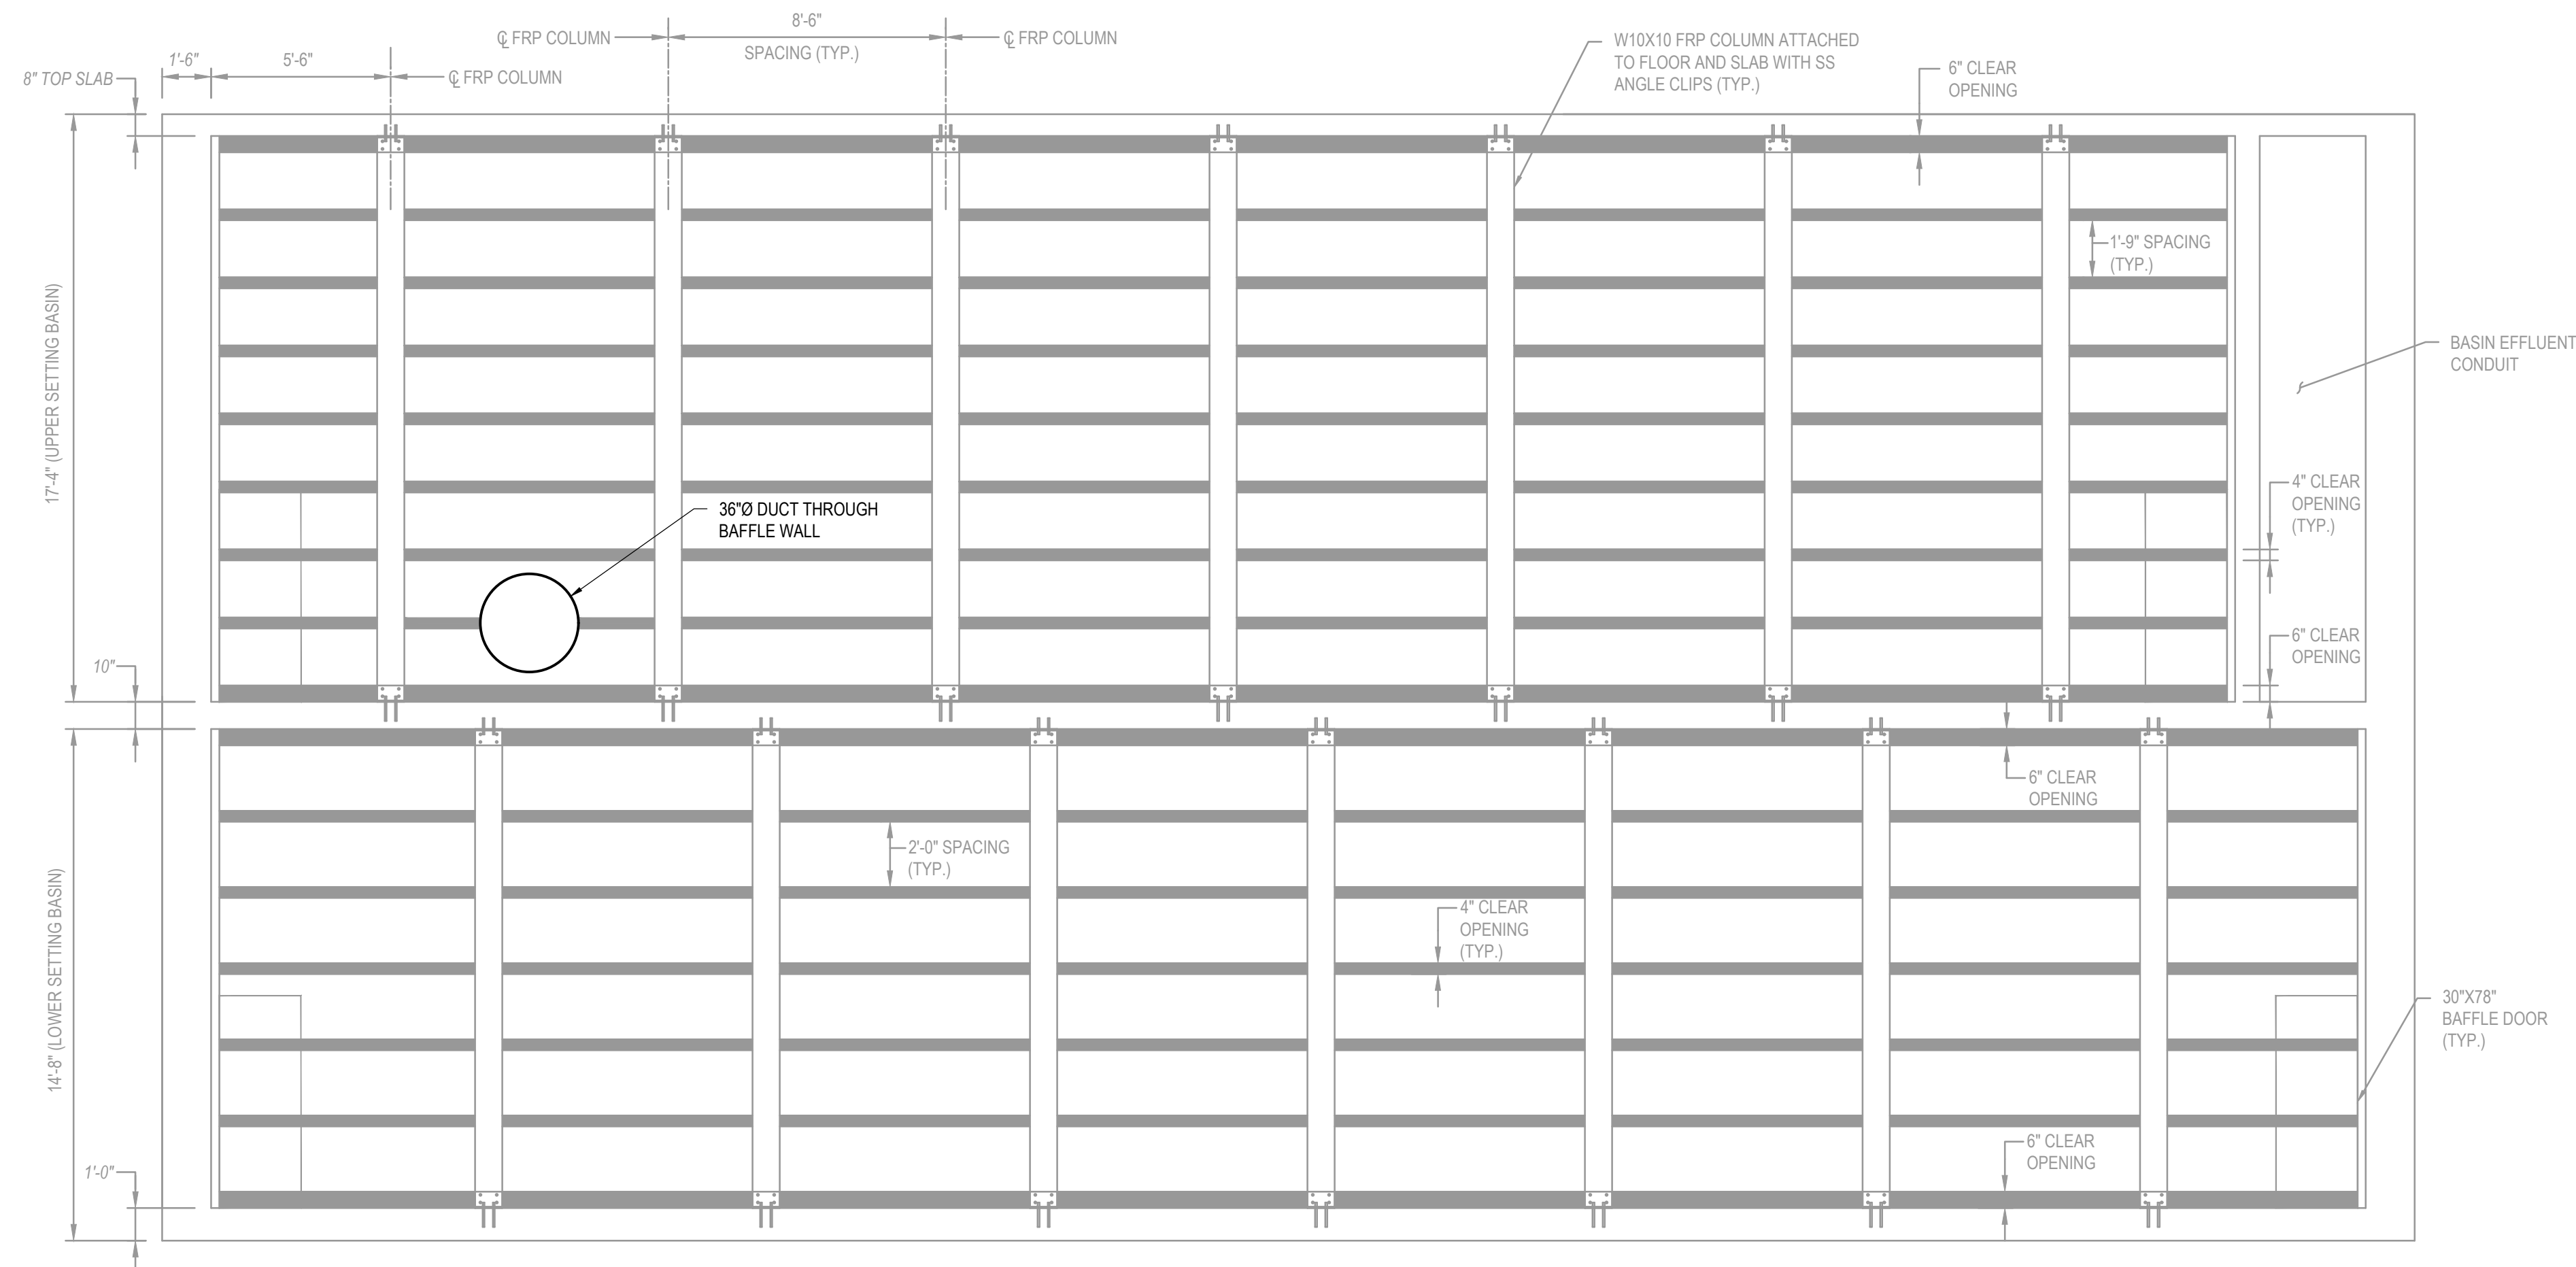 8'-6"
℄ FRP COLUMN
SPACING (TYP.)
℄ FRP COLUMN
1'-6"
5'-6"
℄ FRP COLUMN
8" TOP SLAB
W10X10 FRP COLUMN ATTACHED
TO FLOOR AND SLAB WITH SS
ANGLE CLIPS (TYP.)
6" CLEAR
OPENING
1'-9" SPACING
(TYP.)
17'-4" (UPPER SETTING BASIN)
BASIN EFFLUENT
CONDUIT
36"Ø DUCT THROUGH
BAFFLE WALL
4" CLEAR
OPENING
(TYP.)
6" CLEAR
OPENING
10"
6" CLEAR
OPENING
2'-0" SPACING
(TYP.)
4" CLEAR
OPENING
(TYP.)
14'-8" (LOWER SETTING BASIN)
30"X78"
BAFFLE DOOR
(TYP.)
6" CLEAR
OPENING
1'-0"